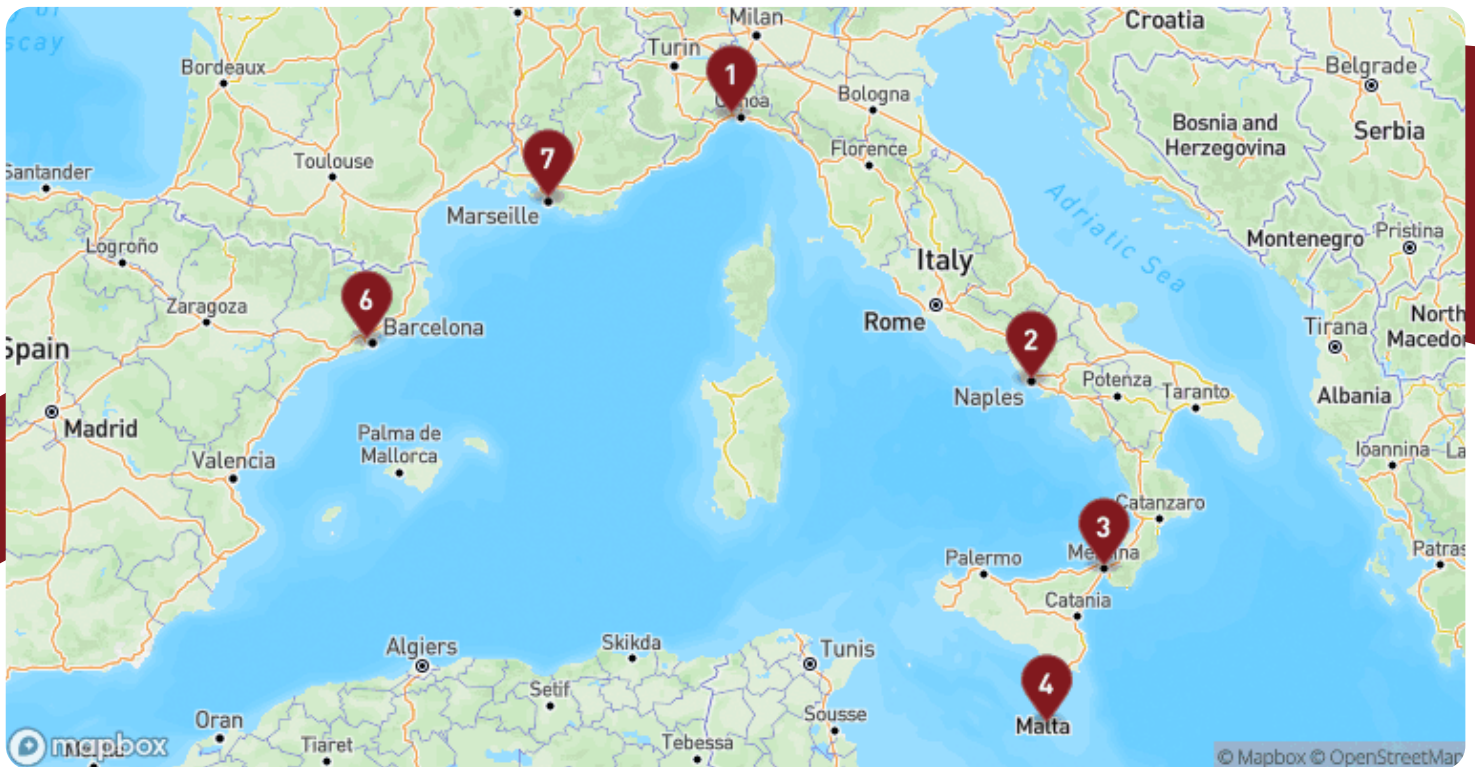 Milan
Croatia
Turin
1
Bordeaux
Belgrade
Bologna
Bosnia and
Herzegovina
Serbia
Florence
7
Toulouse
Santander
Marseille
Adriatic Sea
Logroño
Montenegro
Pristina
Italy
6
Zaragoza
Barcelona
Rome
North
Macedo
Tirana
2
Spain
Naples
Potenza
Taranto
Albania
Madrid
Palma de
Mallorca
Valencia
Ioannina
La
Catanzaro
3
Palermo
Patras
Catania
Algiers
Skikda
Tunis
Setif
4
Malta
Oran
Sousse
Tiaret
Tebessa
mapbox
© Mapbox © OpenStreetMap